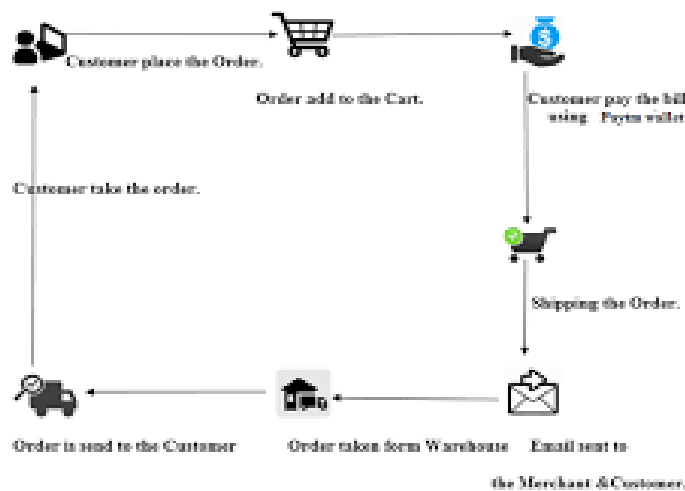 Customer place the Order.
Order add to the Cart.
Customer pay the bill
using Paytm wallet
Customer take the order.
Shipping the Order.
Order is send to the Customer
Order taken form Warehouse
Email sent to
the Merchant &Customer.